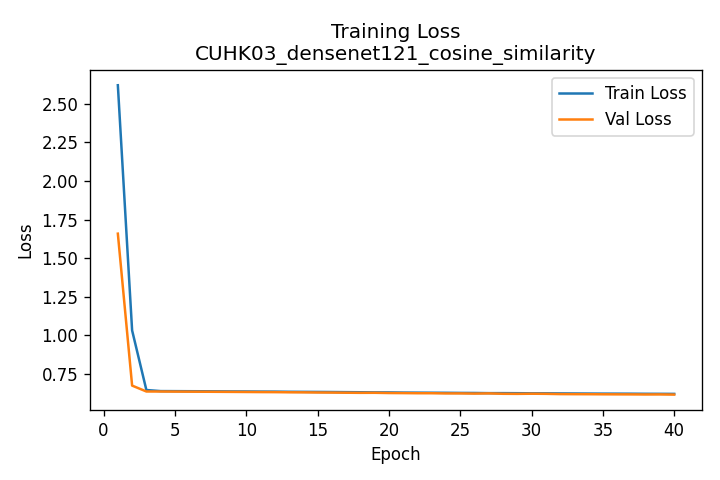 Training Loss
CUHK03_densenet121_cosine_similarity
Train Loss
Val Loss
Loss
2.50
2.25
2.00
1.75
1.50
1.25
1.00
0.75
0 5 10 15 20 25 30 35 40
Epoch